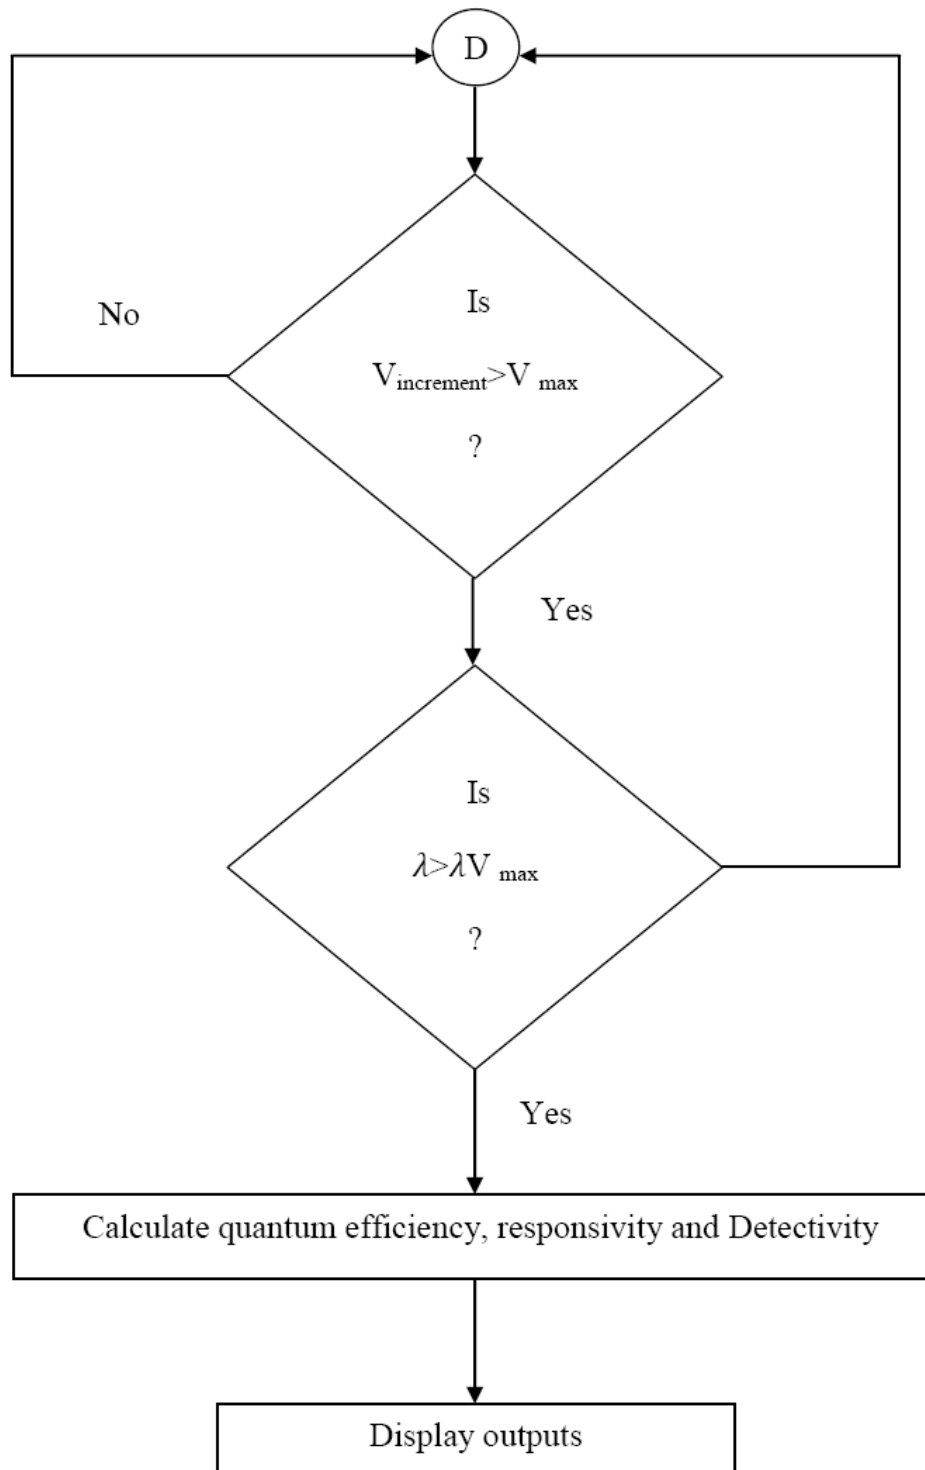 D
No
Is
Vincrement>V max
?
Yes
Is
λ>λV max
?
Yes
Calculate quantum efficiency, responsivity and Detectivity
Display outputs